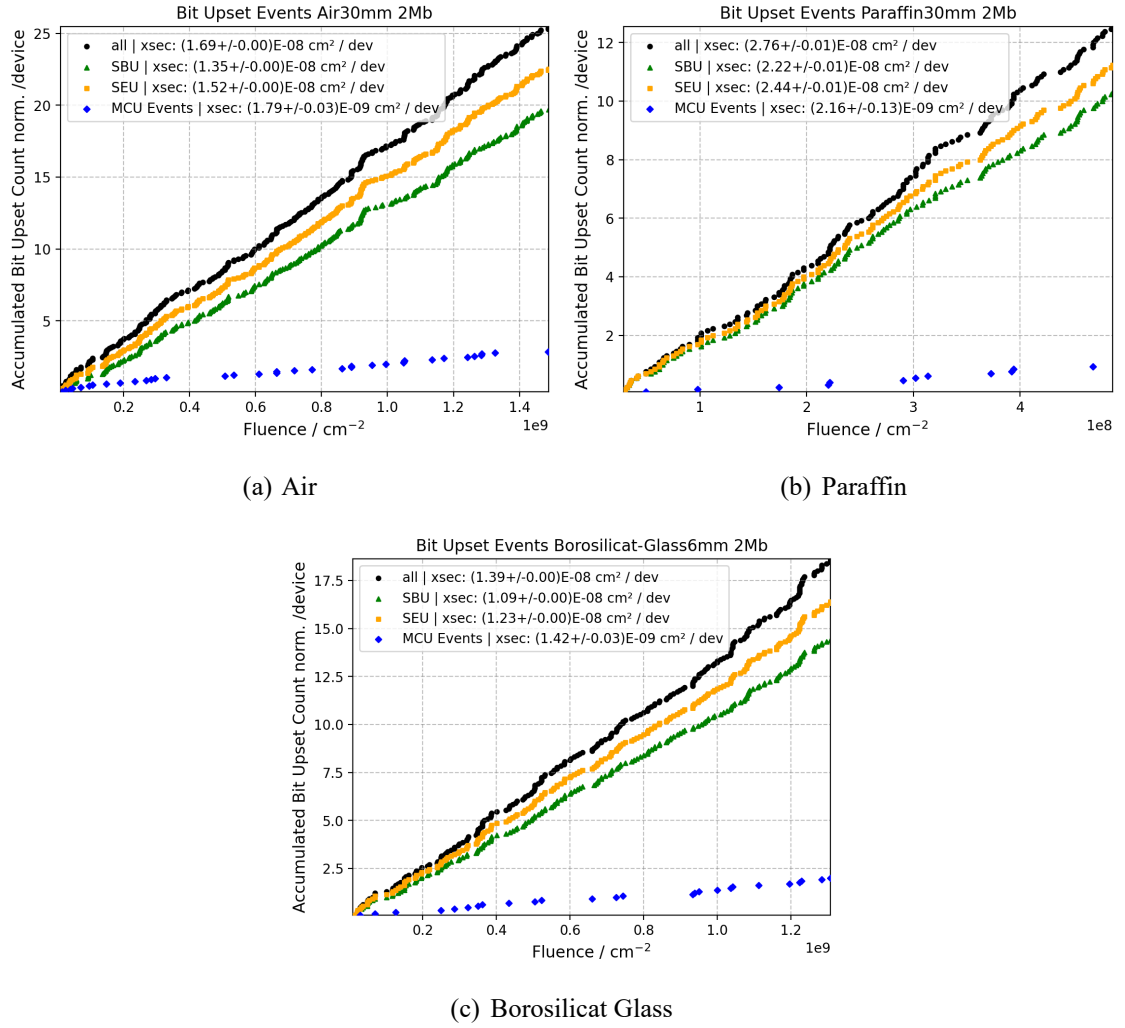 Bit Upset Events Air30mm 2Mb
Accumulated Bit Upset Count norm. /device
25
20
15
10
5
all | xsec: (1.69+/-0.00)E-08 cm² / dev
SBU | xsec: (1.35+/-0.00)E-08 cm² / dev
SEU | xsec: (1.52+/-0.00)E-08 cm² / dev
MCU Events | xsec: (1.79+/-0.03)E-09 cm² / dev
0.2 0.4 0.6 0.8 1.0 1.2 1.4
1e9
Fluence / cm⁻²
(a) Air
Bit Upset Events Paraffin30mm 2Mb
Accumulated Bit Upset Count norm. /device
12
10
8
6
4
2
all | xsec: (2.76+/-0.01)E-08 cm² / dev
SBU | xsec: (2.22+/-0.01)E-08 cm² / dev
SEU | xsec: (2.44+/-0.01)E-08 cm² / dev
MCU Events | xsec: (2.16+/-0.13)E-09 cm² / dev
1 2 3 4
1e8
Fluence / cm⁻²
(b) Paraffin
Bit Upset Events Borosilicat-Glass6mm 2Mb
Accumulated Bit Upset Count norm. /device
17.5
15.0
12.5
10.0
7.5
5.0
2.5
all | xsec: (1.39+/-0.00)E-08 cm² / dev
SBU | xsec: (1.09+/-0.00)E-08 cm² / dev
SEU | xsec: (1.23+/-0.00)E-08 cm² / dev
MCU Events | xsec: (1.42+/-0.03)E-09 cm² / dev
0.2 0.4 0.6 0.8 1.0 1.2
1e9
Fluence / cm⁻²
(c) Borosilicat Glass